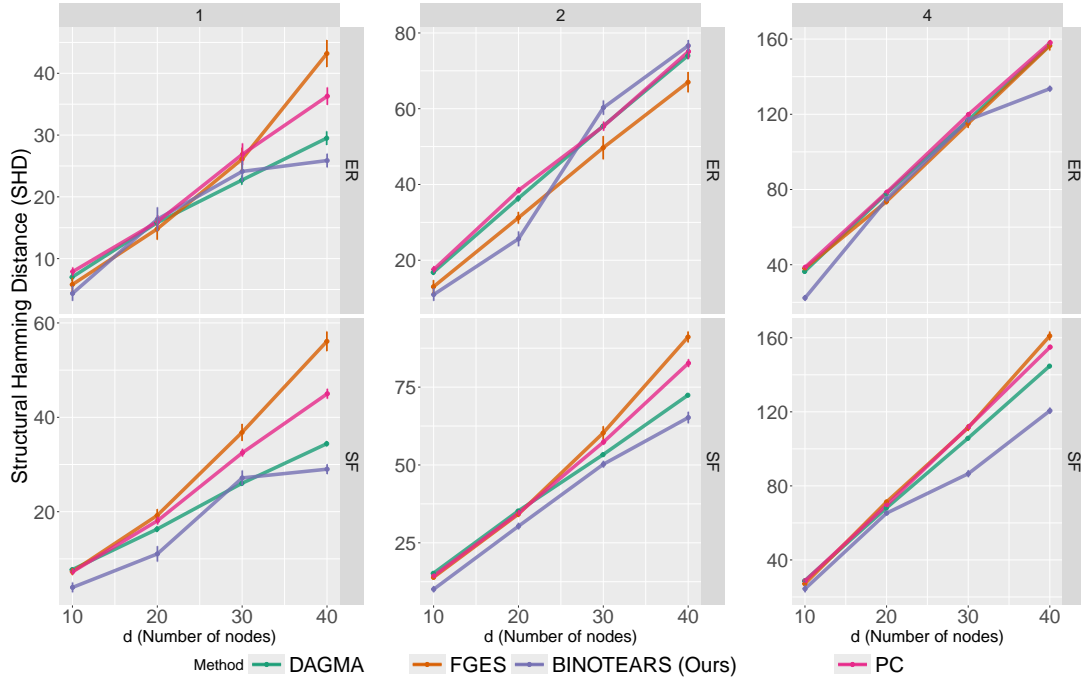 1
2
4
Structural Hamming Distance (SHD)
40
30
20
10
ER
80
60
40
20
ER
160
120
80
40
ER
60
40
20
SF
75
50
25
SF
160
120
80
40
SF
10 20 30 40
10 20 30 40
10 20 30 40
d (Number of nodes)
d (Number of nodes)
d (Number of nodes)
Method DAGMA FGES BINOTEARS (Ours) PC